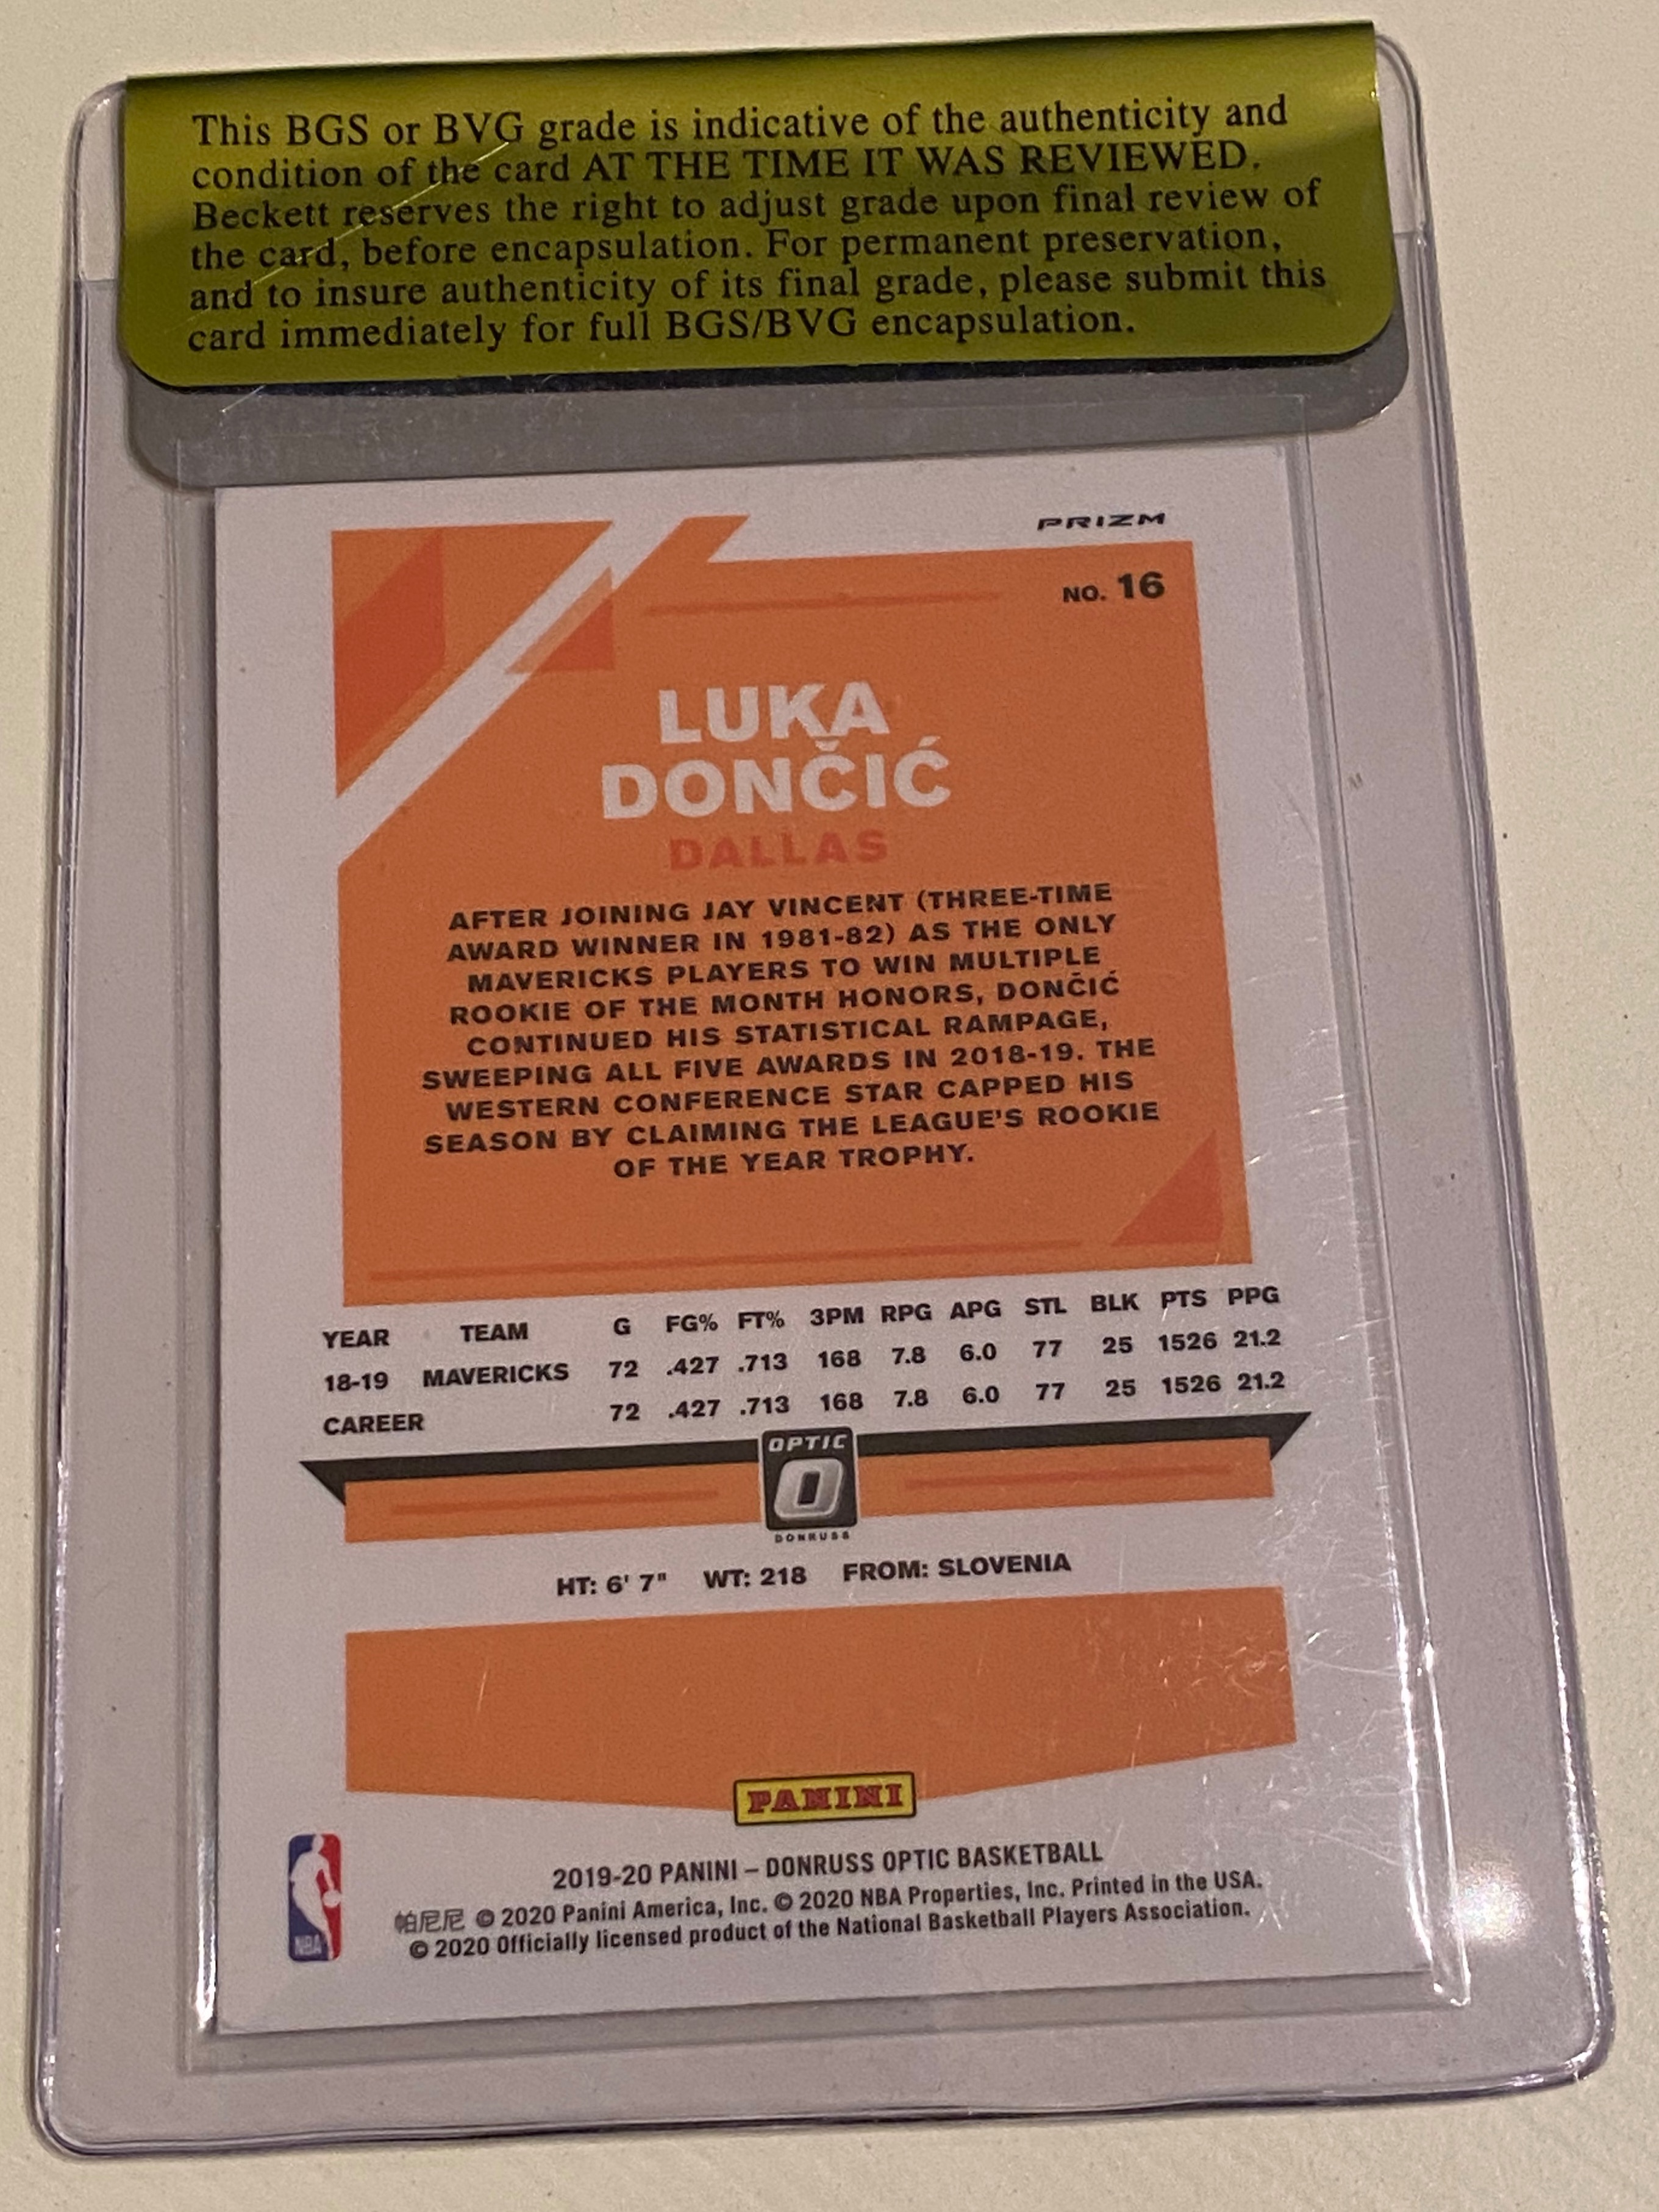 This BGS or BVG grade is indicative of the authenticity and
condition of the card AT THE TIME IT WAS REVIEWED.
Beckett reserves the right to adjust grade upon final review of
the card, before encapsulation. For permanent preservation,
and to insure authenticity of its final grade, please submit this
card immediately for full BGS/BVG encapsulation.
PRIZM
NO. 16
LUKA
DONČIĆ
DALLAS
AFTER JOINING JAY VINCENT (THREE-TIME
AWARD WINNER IN 1981-82) AS THE ONLY
MAVERICKS PLAYERS TO WIN MULTIPLE
ROOKIE OF THE MONTH HONORS, DONČIĆ
CONTINUED HIS STATISTICAL RAMPAGE,
SWEEPING ALL FIVE AWARDS IN 2018-19. THE
WESTERN CONFERENCE STAR CAPPED HIS
SEASON BY CLAIMING THE LEAGUE'S ROOKIE
OF THE YEAR TROPHY.
YEAR TEAM G FG% FT% 3PM RPG APG STL BLK PTS PPG
18-19 MAVERICKS 72 .427 .713 168 7.8 6.0 77 25 1526 21.2
CAREER 72 .427 .713 168 7.8 6.0 77 25 1526 21.2
OPTIC
O
DONRUSS
HT: 6' 7" WT: 218 FROM: SLOVENIA
PANINI
NBA
2019-20 PANINI – DONRUSS OPTIC BASKETBALL
帕尼尼 © 2020 Panini America, Inc. © 2020 NBA Properties, Inc. Printed in the USA.
© 2020 Officially licensed product of the National Basketball Players Association.